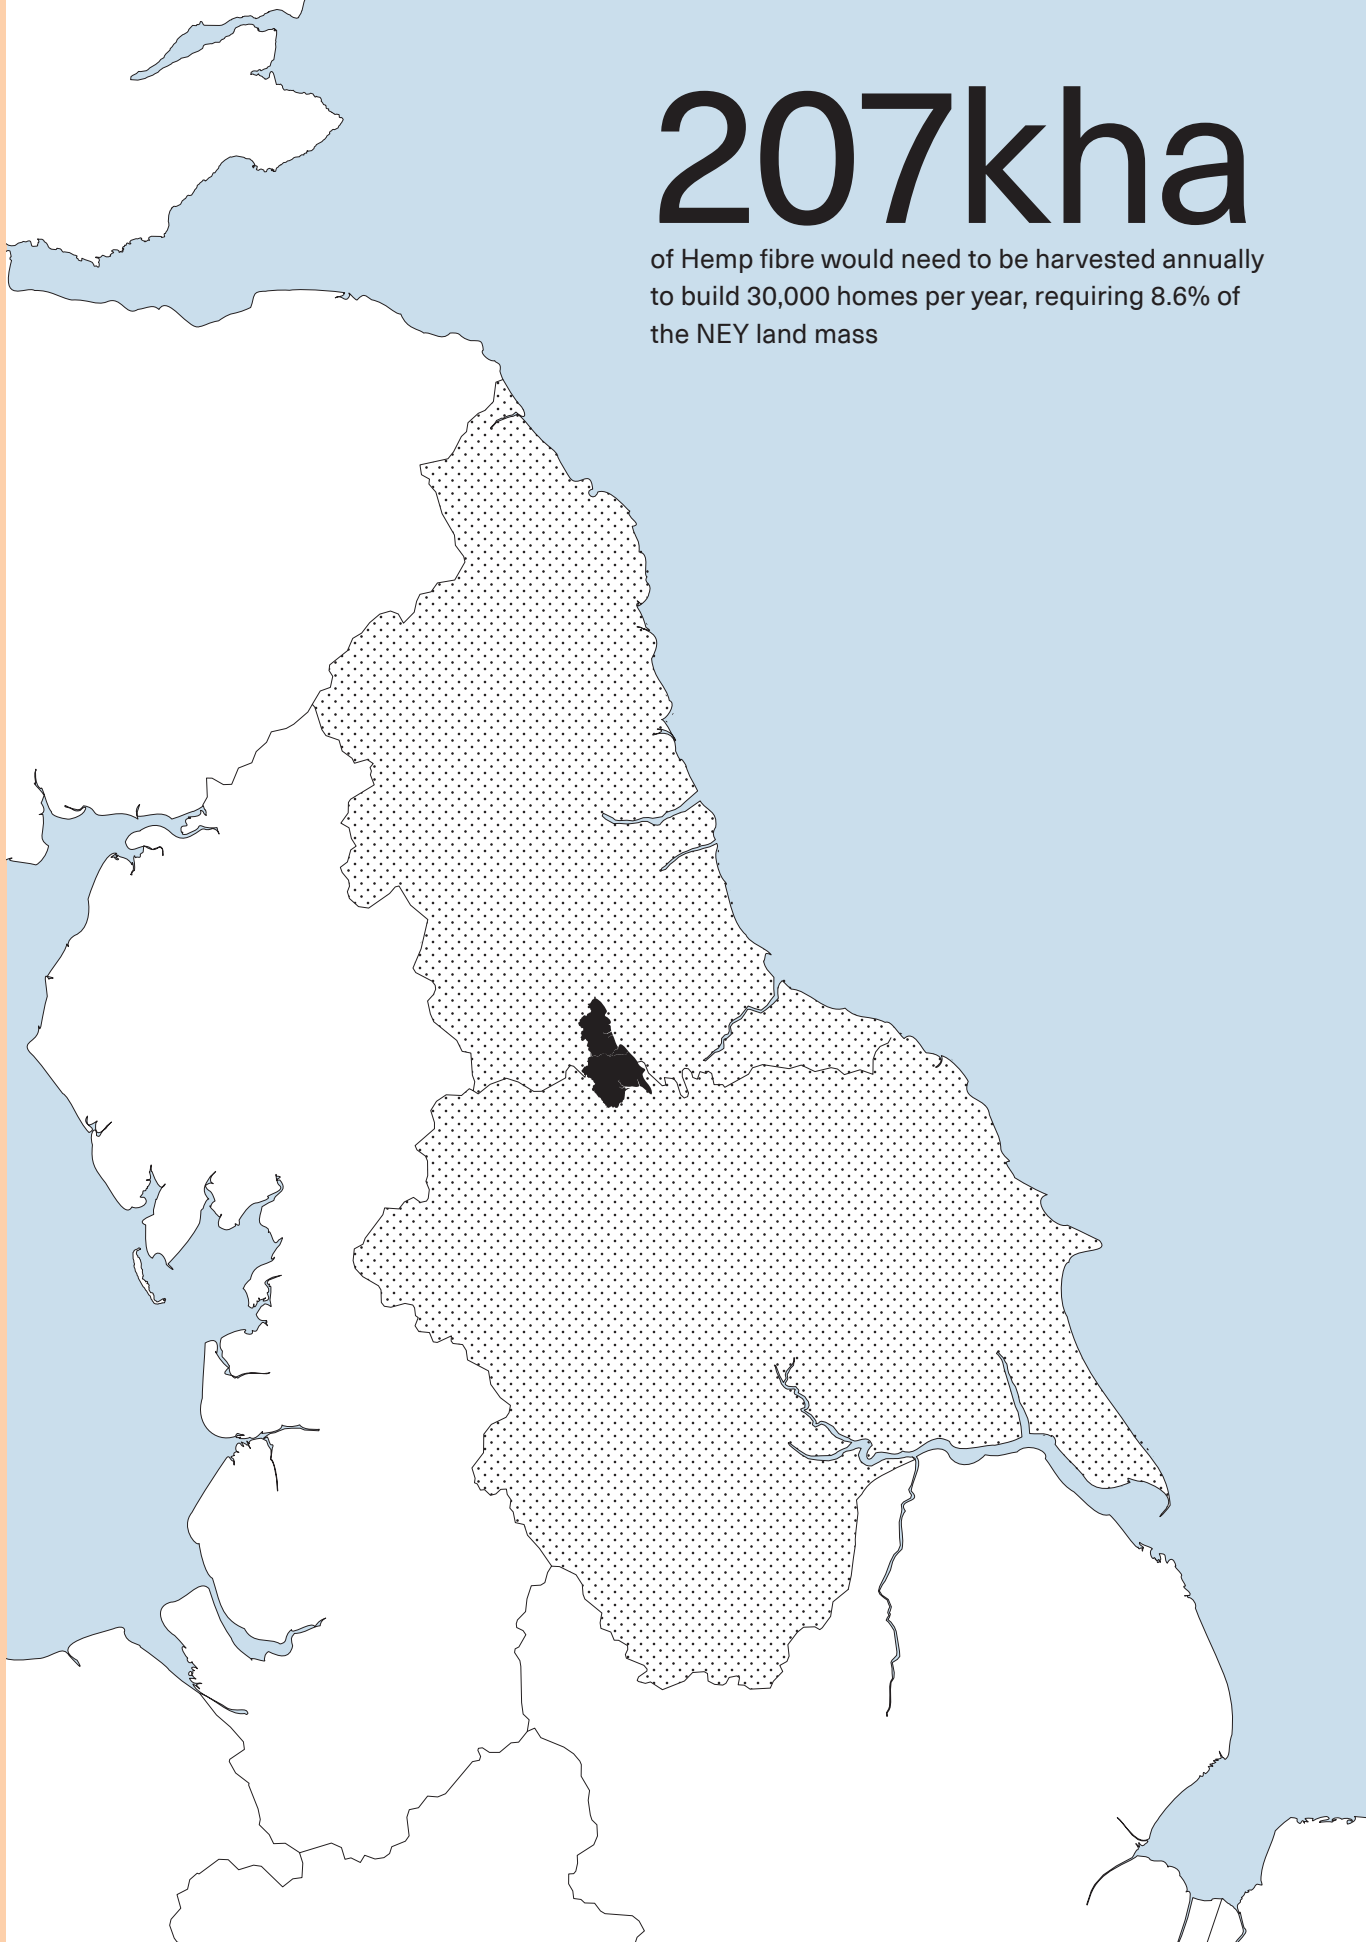 207kha
of Hemp fibre would need to be harvested annually
to build 30,000 homes per year, requiring 8.6% of
the NEY land mass